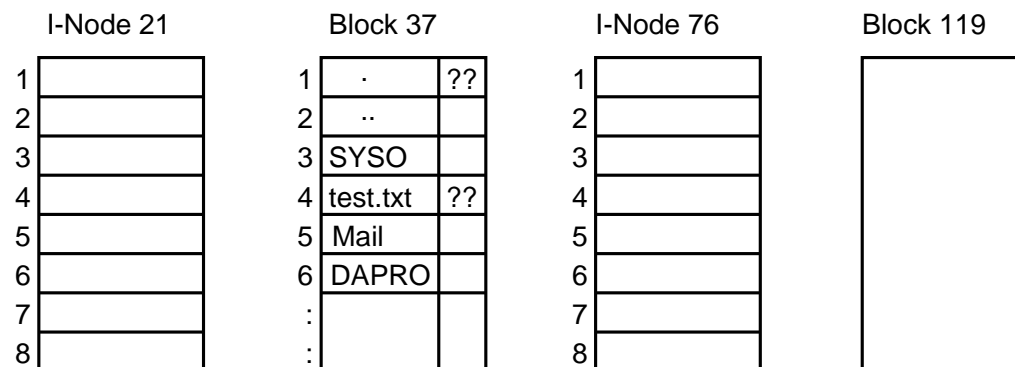 I-Node 21 Block 37 I-Node 76 Block 119
1 1 . ?? 1
2 2 .. 2
3 3 SYSO 3
4 4 test.txt ?? 4
5 5 Mail 5
6 6 DAPRO 6
7 : 7
8 : 8